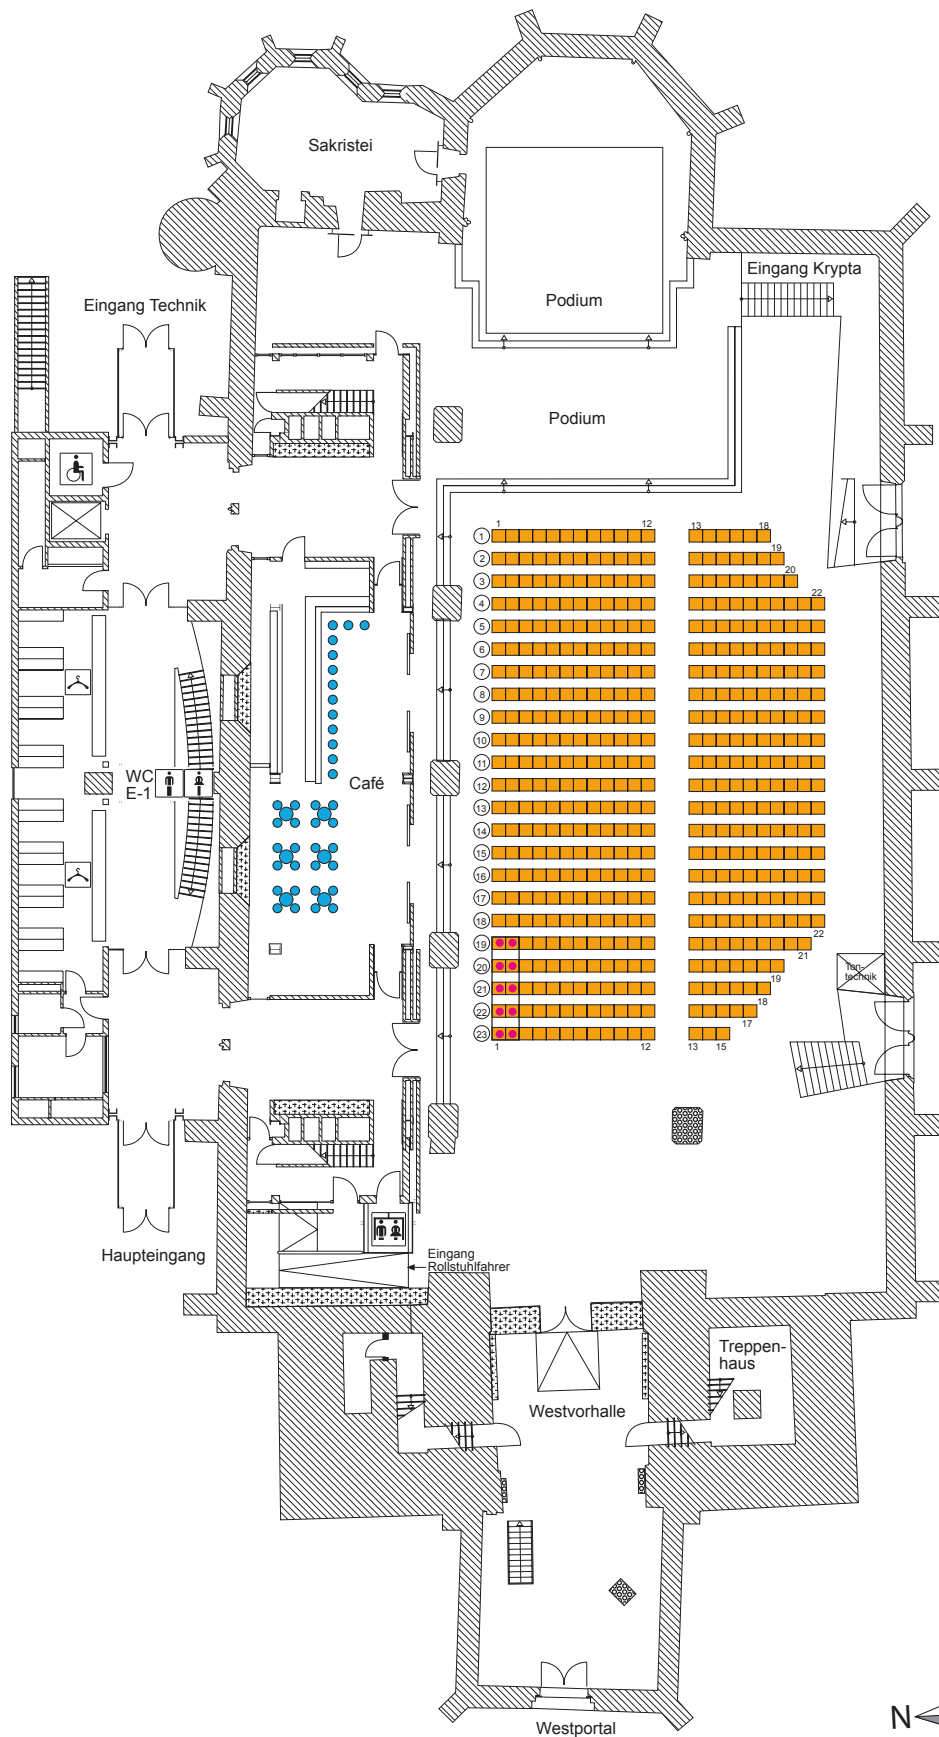 Sakristei
Eingang Krypta
Eingang Technik
Podium
Podium
1 12 13 18
1
2 19
3 20
4 22
5
6
7
8
9
10
11
12
13
14
15
16
17
18
19 22
20 21
21 19
22 18
23 17
1 12 13 15
WC
E-1
Café
Ton-
technik
Haupteingang
Eingang
Rollstuhlfahrer
Treppen-
haus
Westvorhalle
Westportal
N